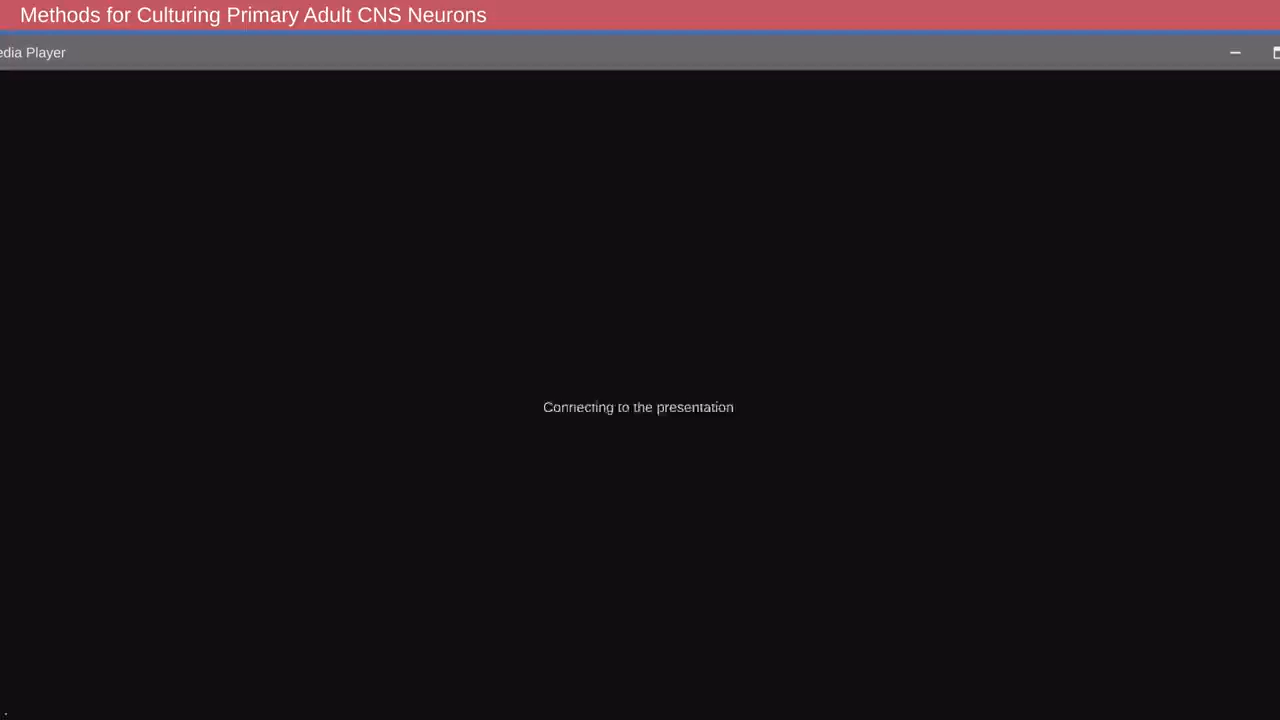 Methods for Culturing Primary Adult CNS Neurons
edia Player
Connecting to the presentation